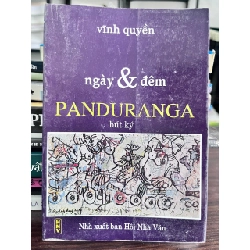 vĩnh quyền
ngày & đêm
PANDURANGA
bút ký
Nhà xuất bản Hội Nhà Văn